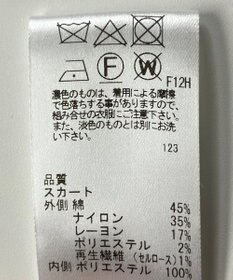 F W
F12H
濃色のものは、着用による摩擦
で色落ちする事がありますので、
組み合せの衣服にご注意下さい。
また、淡色のものとは別にお洗
い下さい。
123
品質
スカート
外側 綿 45%
ナイロン 35%
レーヨン 17%
ポリエステル 2%
再生繊維(セルロース)1%
内側 ポリエステル 100%